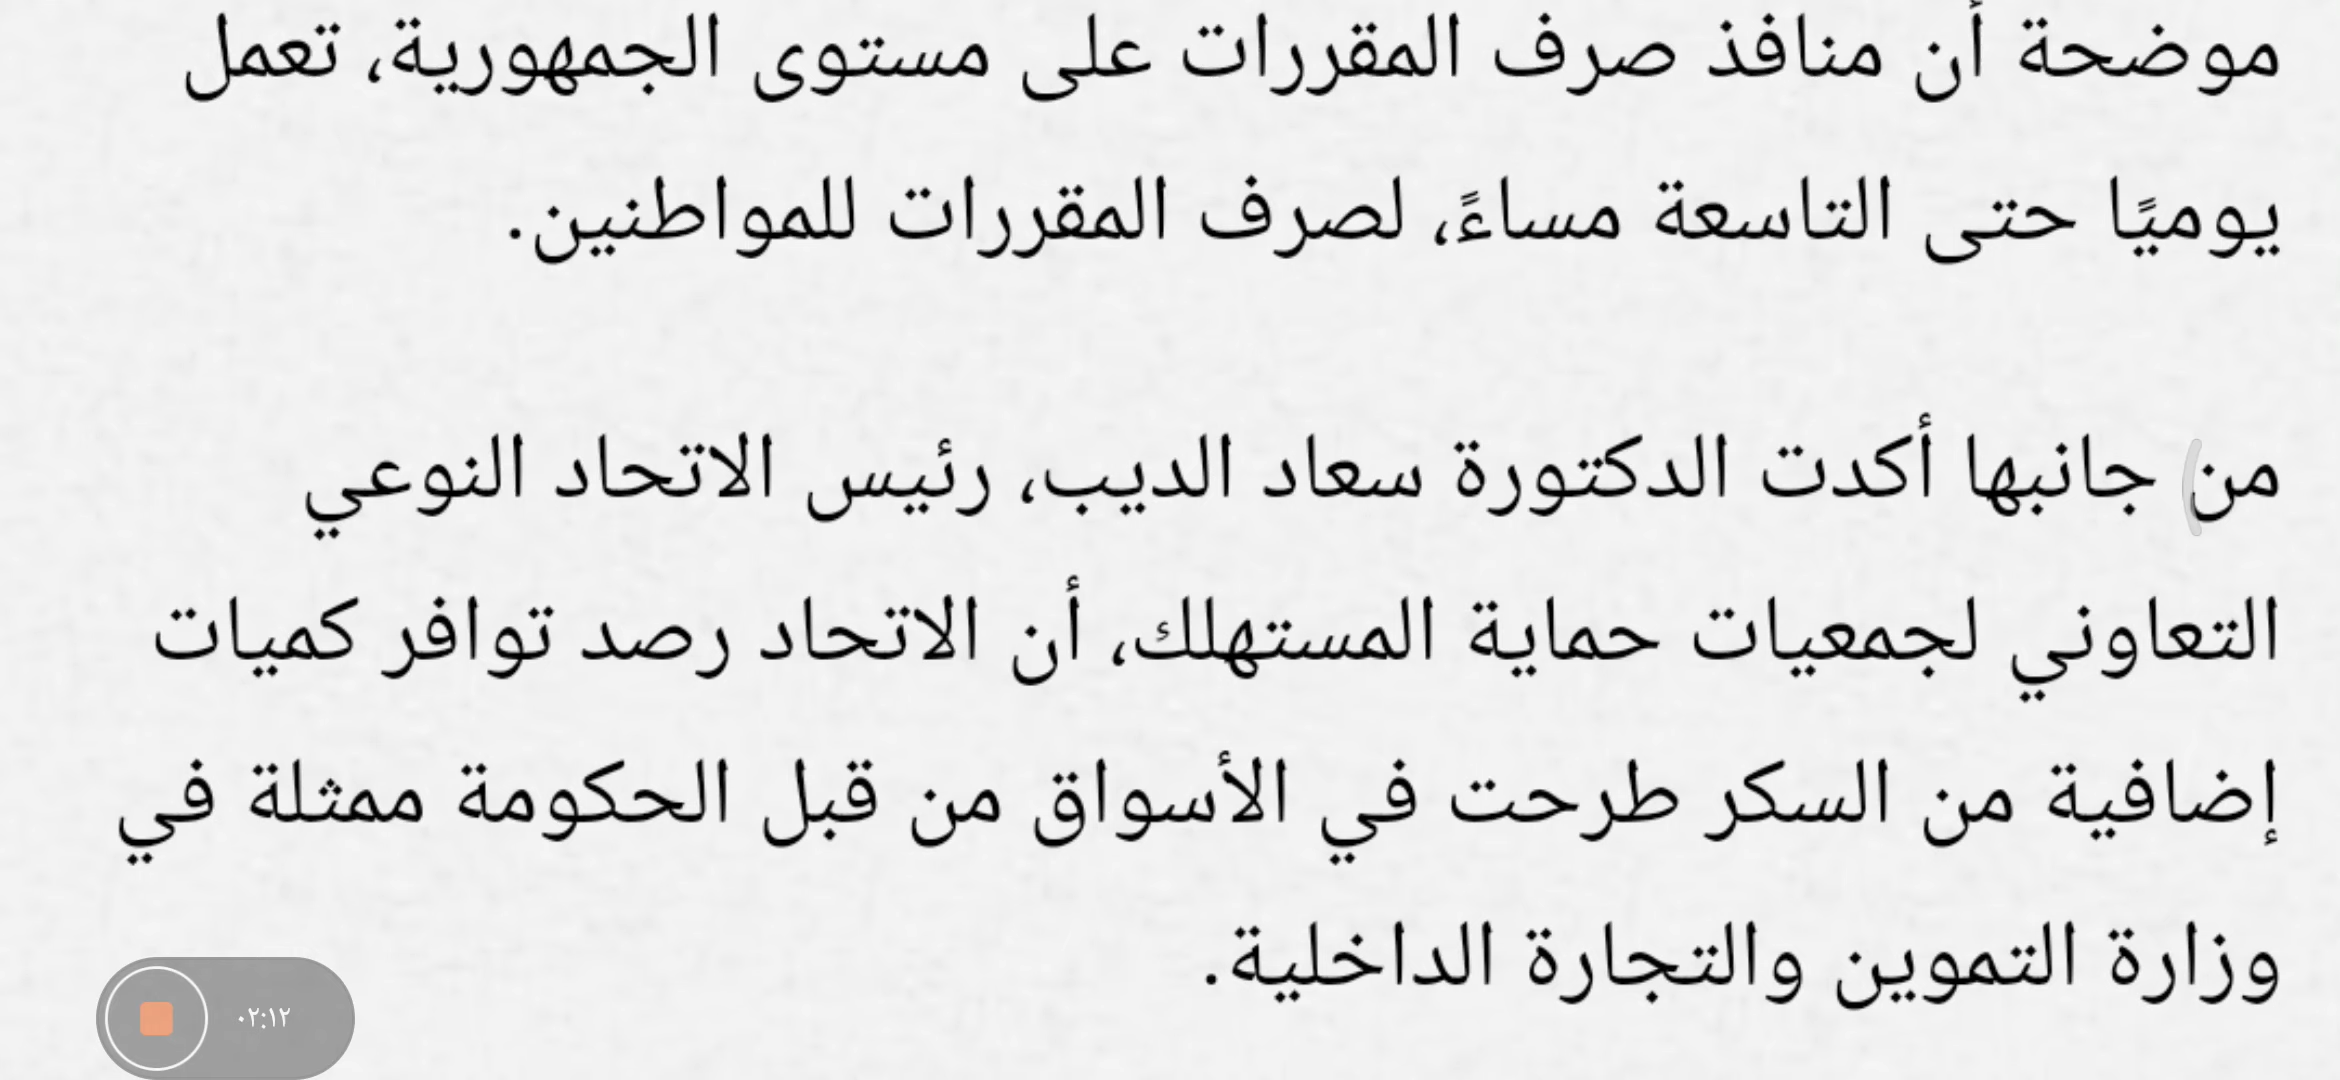 موضحة أن منافذ صرف المقررات على مستوى الجمهورية، تعمل
يوميًا حتى التاسعة مساءً، لصرف المقررات للمواطنين.
من جانبها أكدت الدكتورة سعاد الديب، رئيس الاتحاد النوعي
التعاوني لجمعيات حماية المستهلك، أن الاتحاد رصد توافر كميات
إضافية من السكر طرحت في الأسواق من قبل الحكومة ممثلة في
وزارة التموين والتجارة الداخلية.
٠٢:١٢